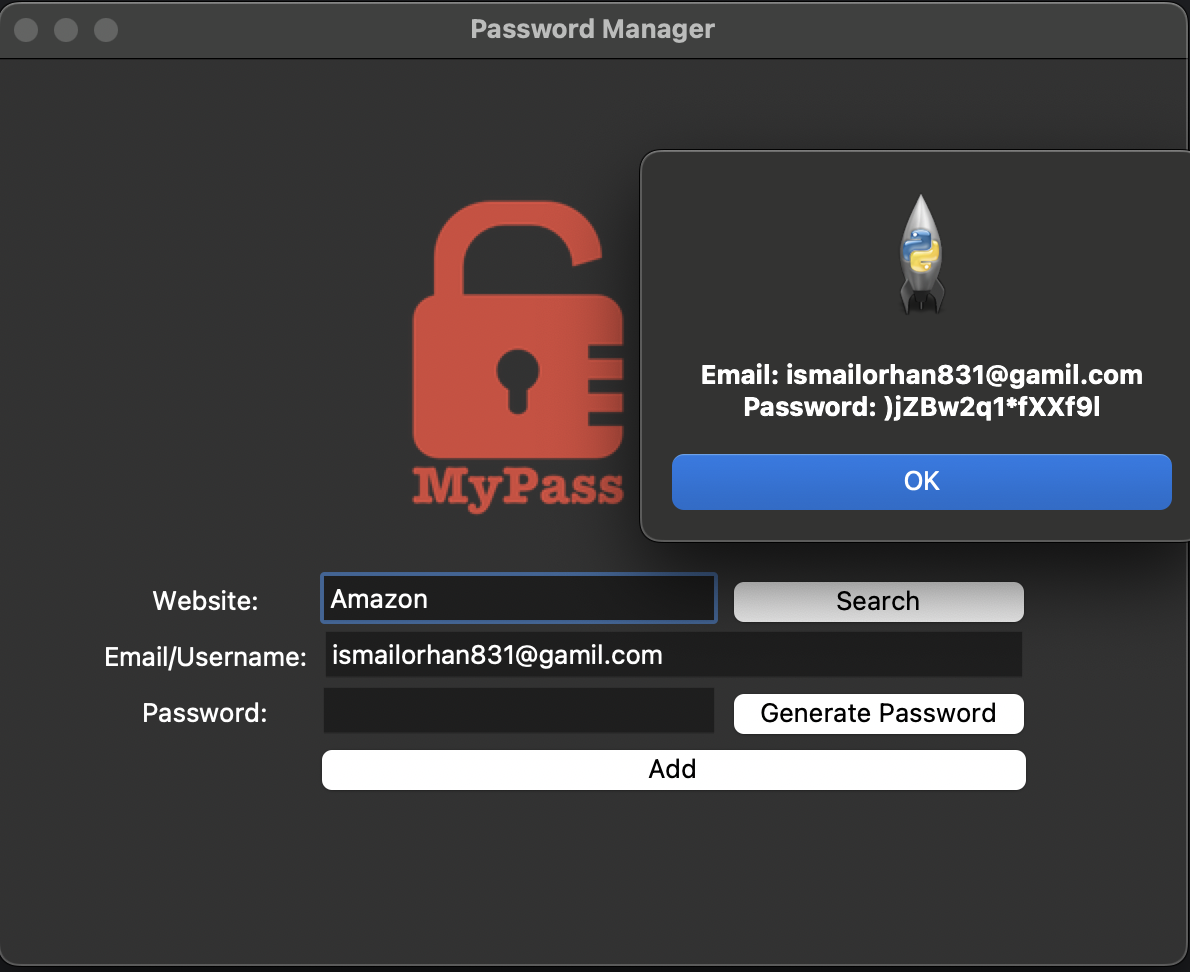 Password Manager
Email: ismailorhan831@gamil.com
Password: )jZBw2q1*fXXf9l
OK
MyPass
Website:
Amazon
Search
Email/Username:
ismailorhan831@gamil.com
Password:
Generate Password
Add